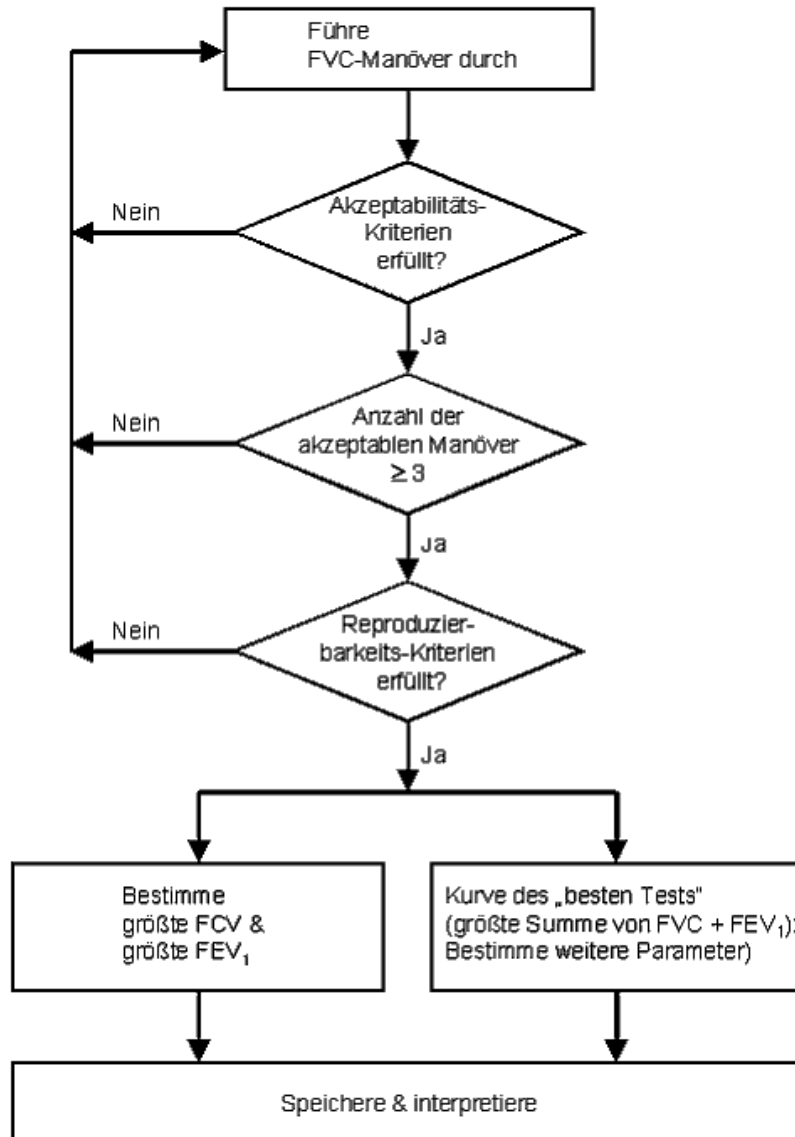 Führe
FVC-Manöver durch
Akzeptabilitäts-
Kriterien
erfüllt?
Nein
Ja
Anzahl der
akzeptablen Manöver
≥ 3
Nein
Ja
Reproduzier-
barkeits-Kriterien
erfüllt?
Nein
Ja
Bestimme
größte FCV &
größte FEV₁
Kurve des „besten Tests"
(größte Summe von FVC + FEV₁):
Bestimme weitere Parameter)
Speichere & interpretiere